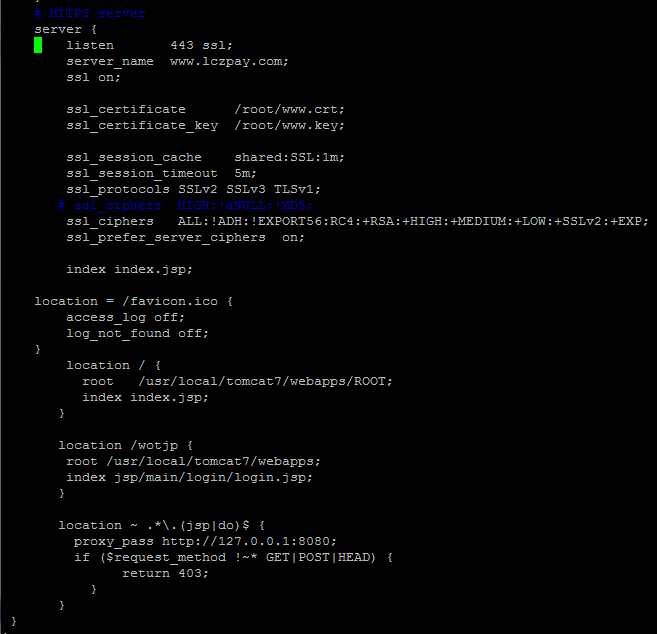 # HTTPS server
server {
listen 443 ssl;
server_name www.lczpay.com;
ssl on;
ssl_certificate /root/www.crt;
ssl_certificate_key /root/www.key;
ssl_session_cache shared:SSL:1m;
ssl_session_timeout 5m;
ssl_protocols SSLv2 SSLv3 TLSv1;
# ssl_ciphers HIGH:!aNULL:!MD5;
ssl_ciphers ALL:!ADH:!EXPORT56:RC4:+RSA:+HIGH:+MEDIUM:+LOW:+SSLv2:+EXP;
ssl_prefer_server_ciphers on;
index index.jsp;
location = /favicon.ico {
access_log off;
log_not_found off;
}
location / {
root /usr/local/tomcat7/webapps/ROOT;
index index.jsp;
}
location /wotjp {
root /usr/local/tomcat7/webapps;
index jsp/main/login/login.jsp;
}
location ~ .*\.(jsp|do)$ {
proxy_pass http://127.0.0.1:8080;
if ($request_method !~* GET|POST|HEAD) {
return 403;
}
}
}